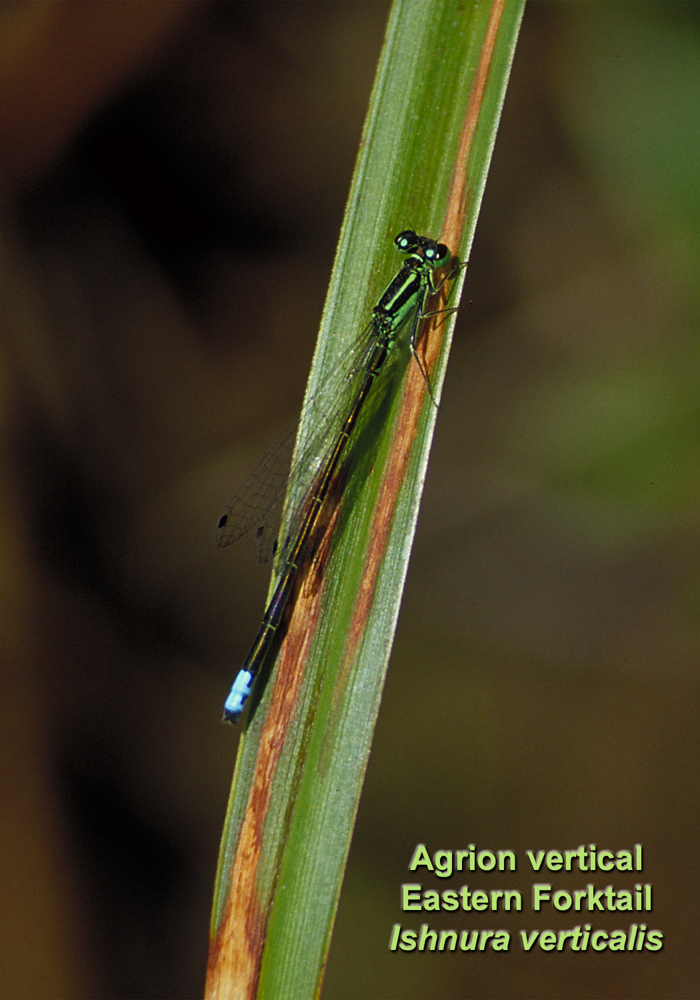 Agrion vertical
Eastern Forktail
Ishnura verticalis